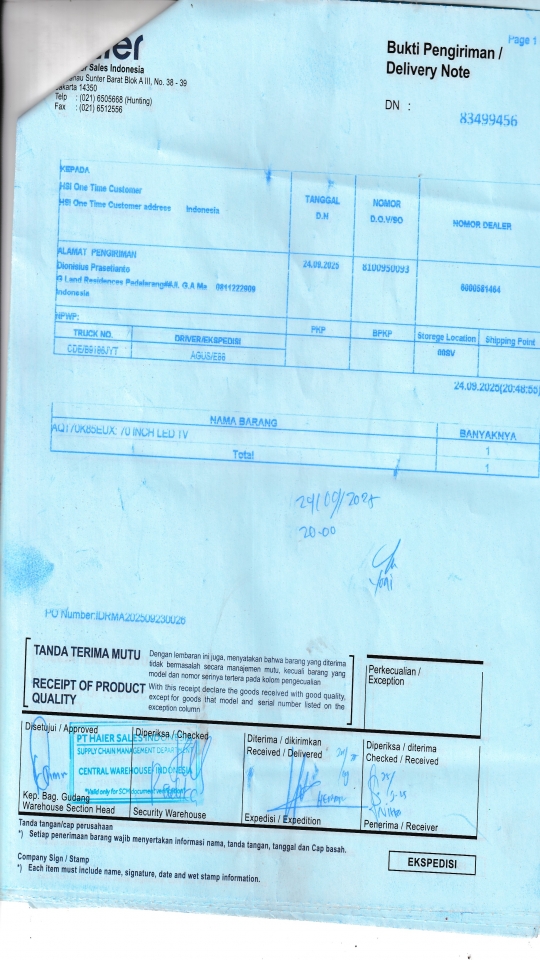 Page 1
Sales Indonesia
Sunter Barat Blok A III, No. 38 - 39
Jakarta 14350
Telp : (021) 6505668 (Hunting)
Fax : (021) 6512556
Bukti Pengiriman /
Delivery Note
DN :
83499456
KEPADA
HSI One Time Customer
HSI One Time Customer address Indonesia
TANGGAL
D.N
NOMOR
D.O.Y/SO
NOMOR DEALER
ALAMAT PENGIRIMAN
Dionisius Prasetianto
G Land Residences 0811222909
Indonesia
24.09.2025
8100950093
6000581464
NPWP:
TRUCK NO.
DRIVER/EKSPEDISI
PKP
BPKP
Storege Location
Shipping Point
AGUS/E88
24.09.2025(20:48:55
NAMA BARANG
BANYAKNYA
AQT70K85EUX: 70 INCH LED TV
1
Total
1
24/09/2025
20.00
Yoni
PO Number:IDRMA202509230026
TANDA TERIMA MUTU
Dengan lembaran ini juga, menyatakan bahwa barang yang diterima
tidak bermasalah secara manajemen mutu, kecuali barang yang
model dan nomor serinya tertera pada kolom pengecualian
RECEIPT OF PRODUCT
QUALITY
With this receipt declare the goods received with good quality,
except for goods that model and serial number listed on the
exception column
Perkecualian /
Exception
Disetujui / Approved
Diperiksa / Checked
Diterima / dikirimkan
Received / Delivered
Diperiksa / diterima
Checked / Received
PT HAIER SALES INDONESIA
SUPPLY CHAIN MANAGEMENT DEPARTMENT
CENTRAL WAREHOUSE INDONESIA
Kep. Bag. Gudang
Warehouse Section Head
Security Warehouse
Expedisi / Expedition
Penerima / Receiver
Tanda tangan/cap perusahaan
*) Setiap penerimaan barang wajib menyertakan informasi nama, tanda tangan, tanggal dan Cap basah.
Company Sign / Stamp
*) Each item must include name, signature, date and wet stamp information.
EKSPEDISI